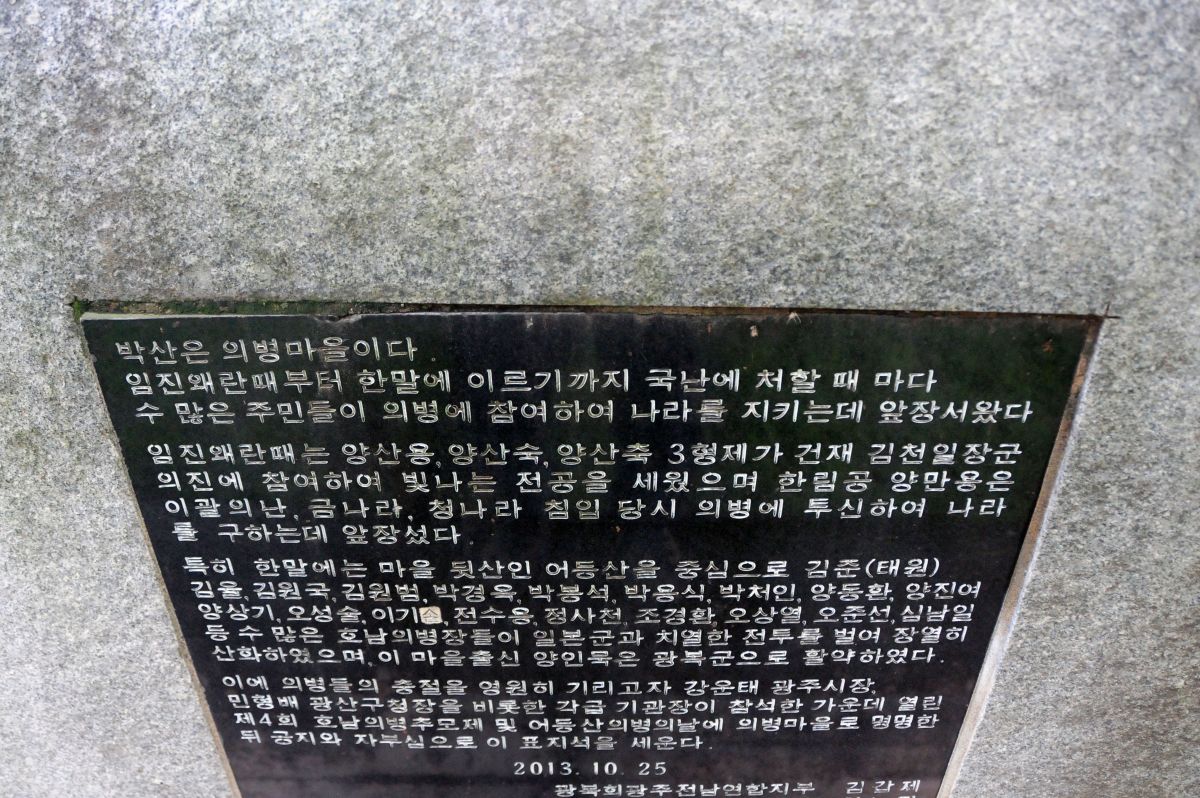 박산은 의병마을이다.
임진왜란때부터 한말에 이르기까지 국난에 처할 때 마다
수 많은 주민들이 의병에 참여하여 나라를 지키는데 앞장서왔다
임진왜란때는 양산용,양산숙,양산축 3형제가 건재 김천일장군
의진에 참여하여 빛나는 전공을 세웠으며 한림공 양만용은
이괄의난, 금나라, 청나라 침입 당시 의병에 투신하여 나라
를 구하는데 앞장섰다.
특히 한말에는 마을 뒷산인 어등산을 중심으로 김준(태원)
김율,김원국,김원범,박경욱,박봉석,박용식,박처인,양동환,양진여
양상기,오성술,이기손,전수용,정사천,조경환,오상열,오준선,심남일
등 수 많은 호남의병장들이 일본군과 치열한 전투를 벌여 장열히
산화하였으며,이 마을출신 양인묵은 광복군으로 활약하였다.
이에 의병들의 충절을 영원히 기리고자 강운태 광주시장,
민형배 광산구청장을 비롯한 각급 기관장이 참석한 가운데 열린
제4회 호남의병추모제 및 어등산의병의날에 의병마을로 명명한
뒤 긍지와 자부심으로 이 표지석을 세운다.
2013. 10. 25
광복회광주전남연합지부 김갑제